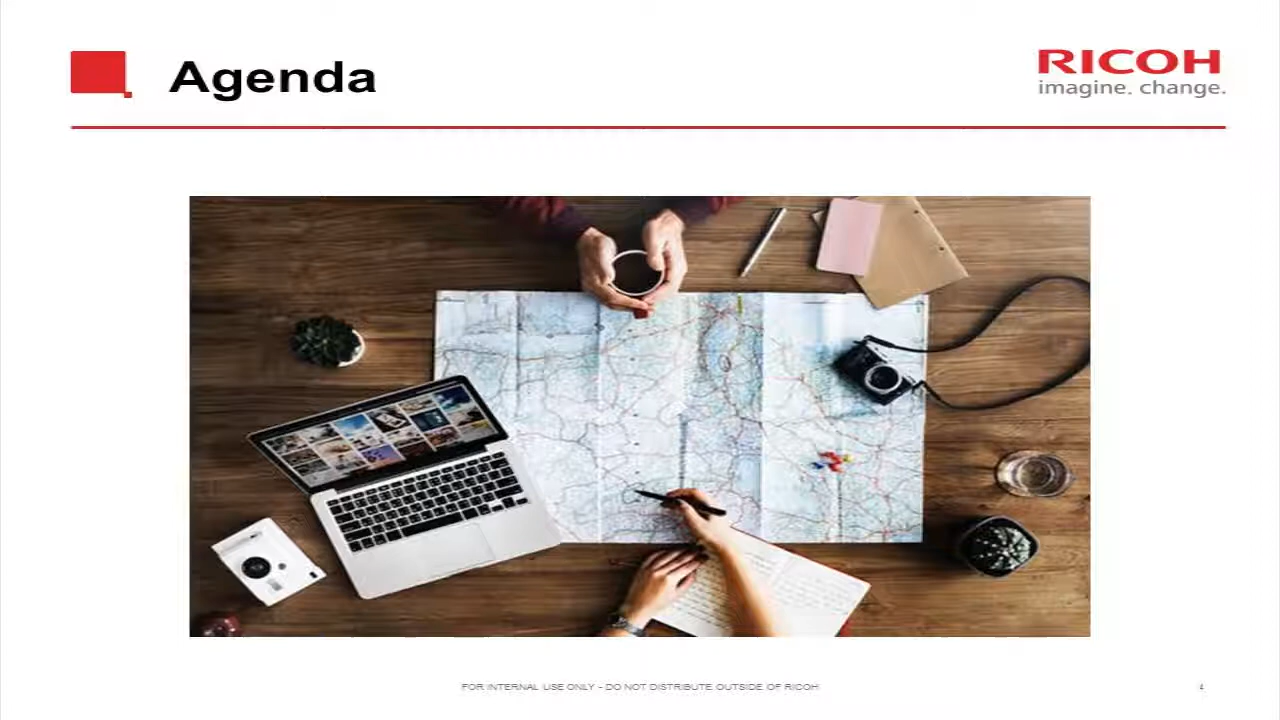 Agenda
RICOH
imagine. change.
FOR INTERNAL USE ONLY - DO NOT DISTRIBUTE OUTSIDE OF RICOH